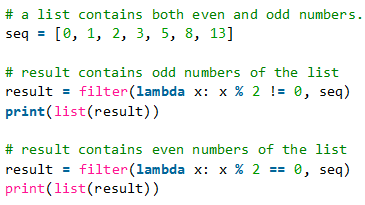 # a list contains both even and odd numbers.
seq = [0, 1, 2, 3, 5, 8, 13]
# result contains odd numbers of the list
result = filter(lambda x: x % 2 != 0, seq)
print(list(result))
# result contains even numbers of the list
result = filter(lambda x: x % 2 == 0, seq)
print(list(result))